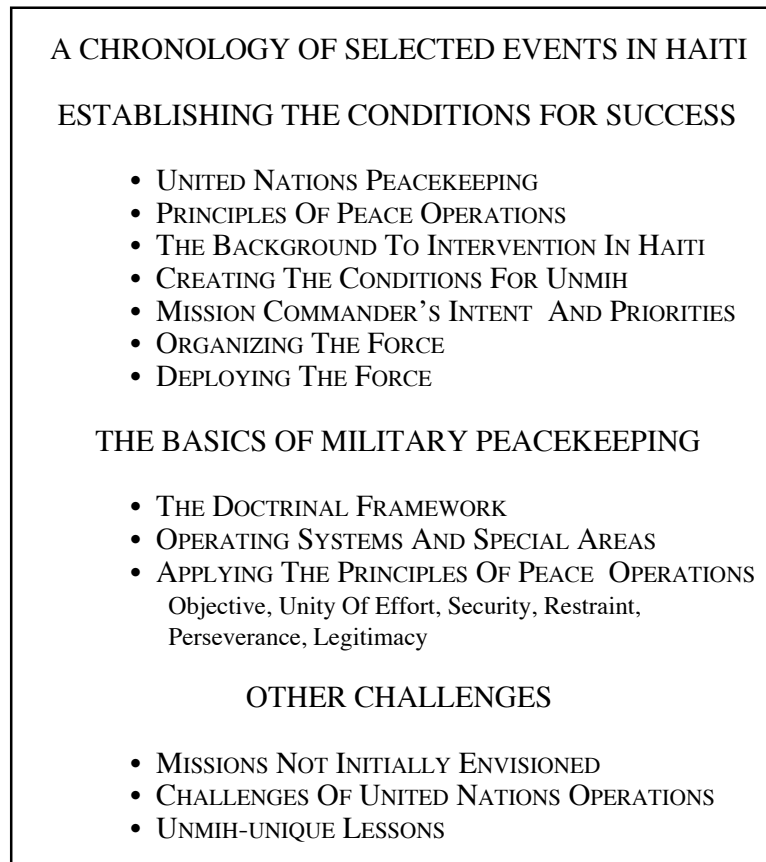 A CHRONOLOGY OF SELECTED EVENTS IN HAITI
ESTABLISHING THE CONDITIONS FOR SUCCESS
• UNITED NATIONS PEACEKEEPING
• PRINCIPLES OF PEACE OPERATIONS
• THE BACKGROUND TO INTERVENTION IN HAITI
• CREATING THE CONDITIONS FOR UNMIH
• MISSION COMMANDER'S INTENT AND PRIORITIES
• ORGANIZING THE FORCE
• DEPLOYING THE FORCE
THE BASICS OF MILITARY PEACEKEEPING
• THE DOCTRINAL FRAMEWORK
• OPERATING SYSTEMS AND SPECIAL AREAS
• APPLYING THE PRINCIPLES OF PEACE OPERATIONS
Objective, Unity Of Effort, Security, Restraint,
Perseverance, Legitimacy
OTHER CHALLENGES
• MISSIONS NOT INITIALLY ENVISIONED
• CHALLENGES OF UNITED NATIONS OPERATIONS
• UNMIH-UNIQUE LESSONS